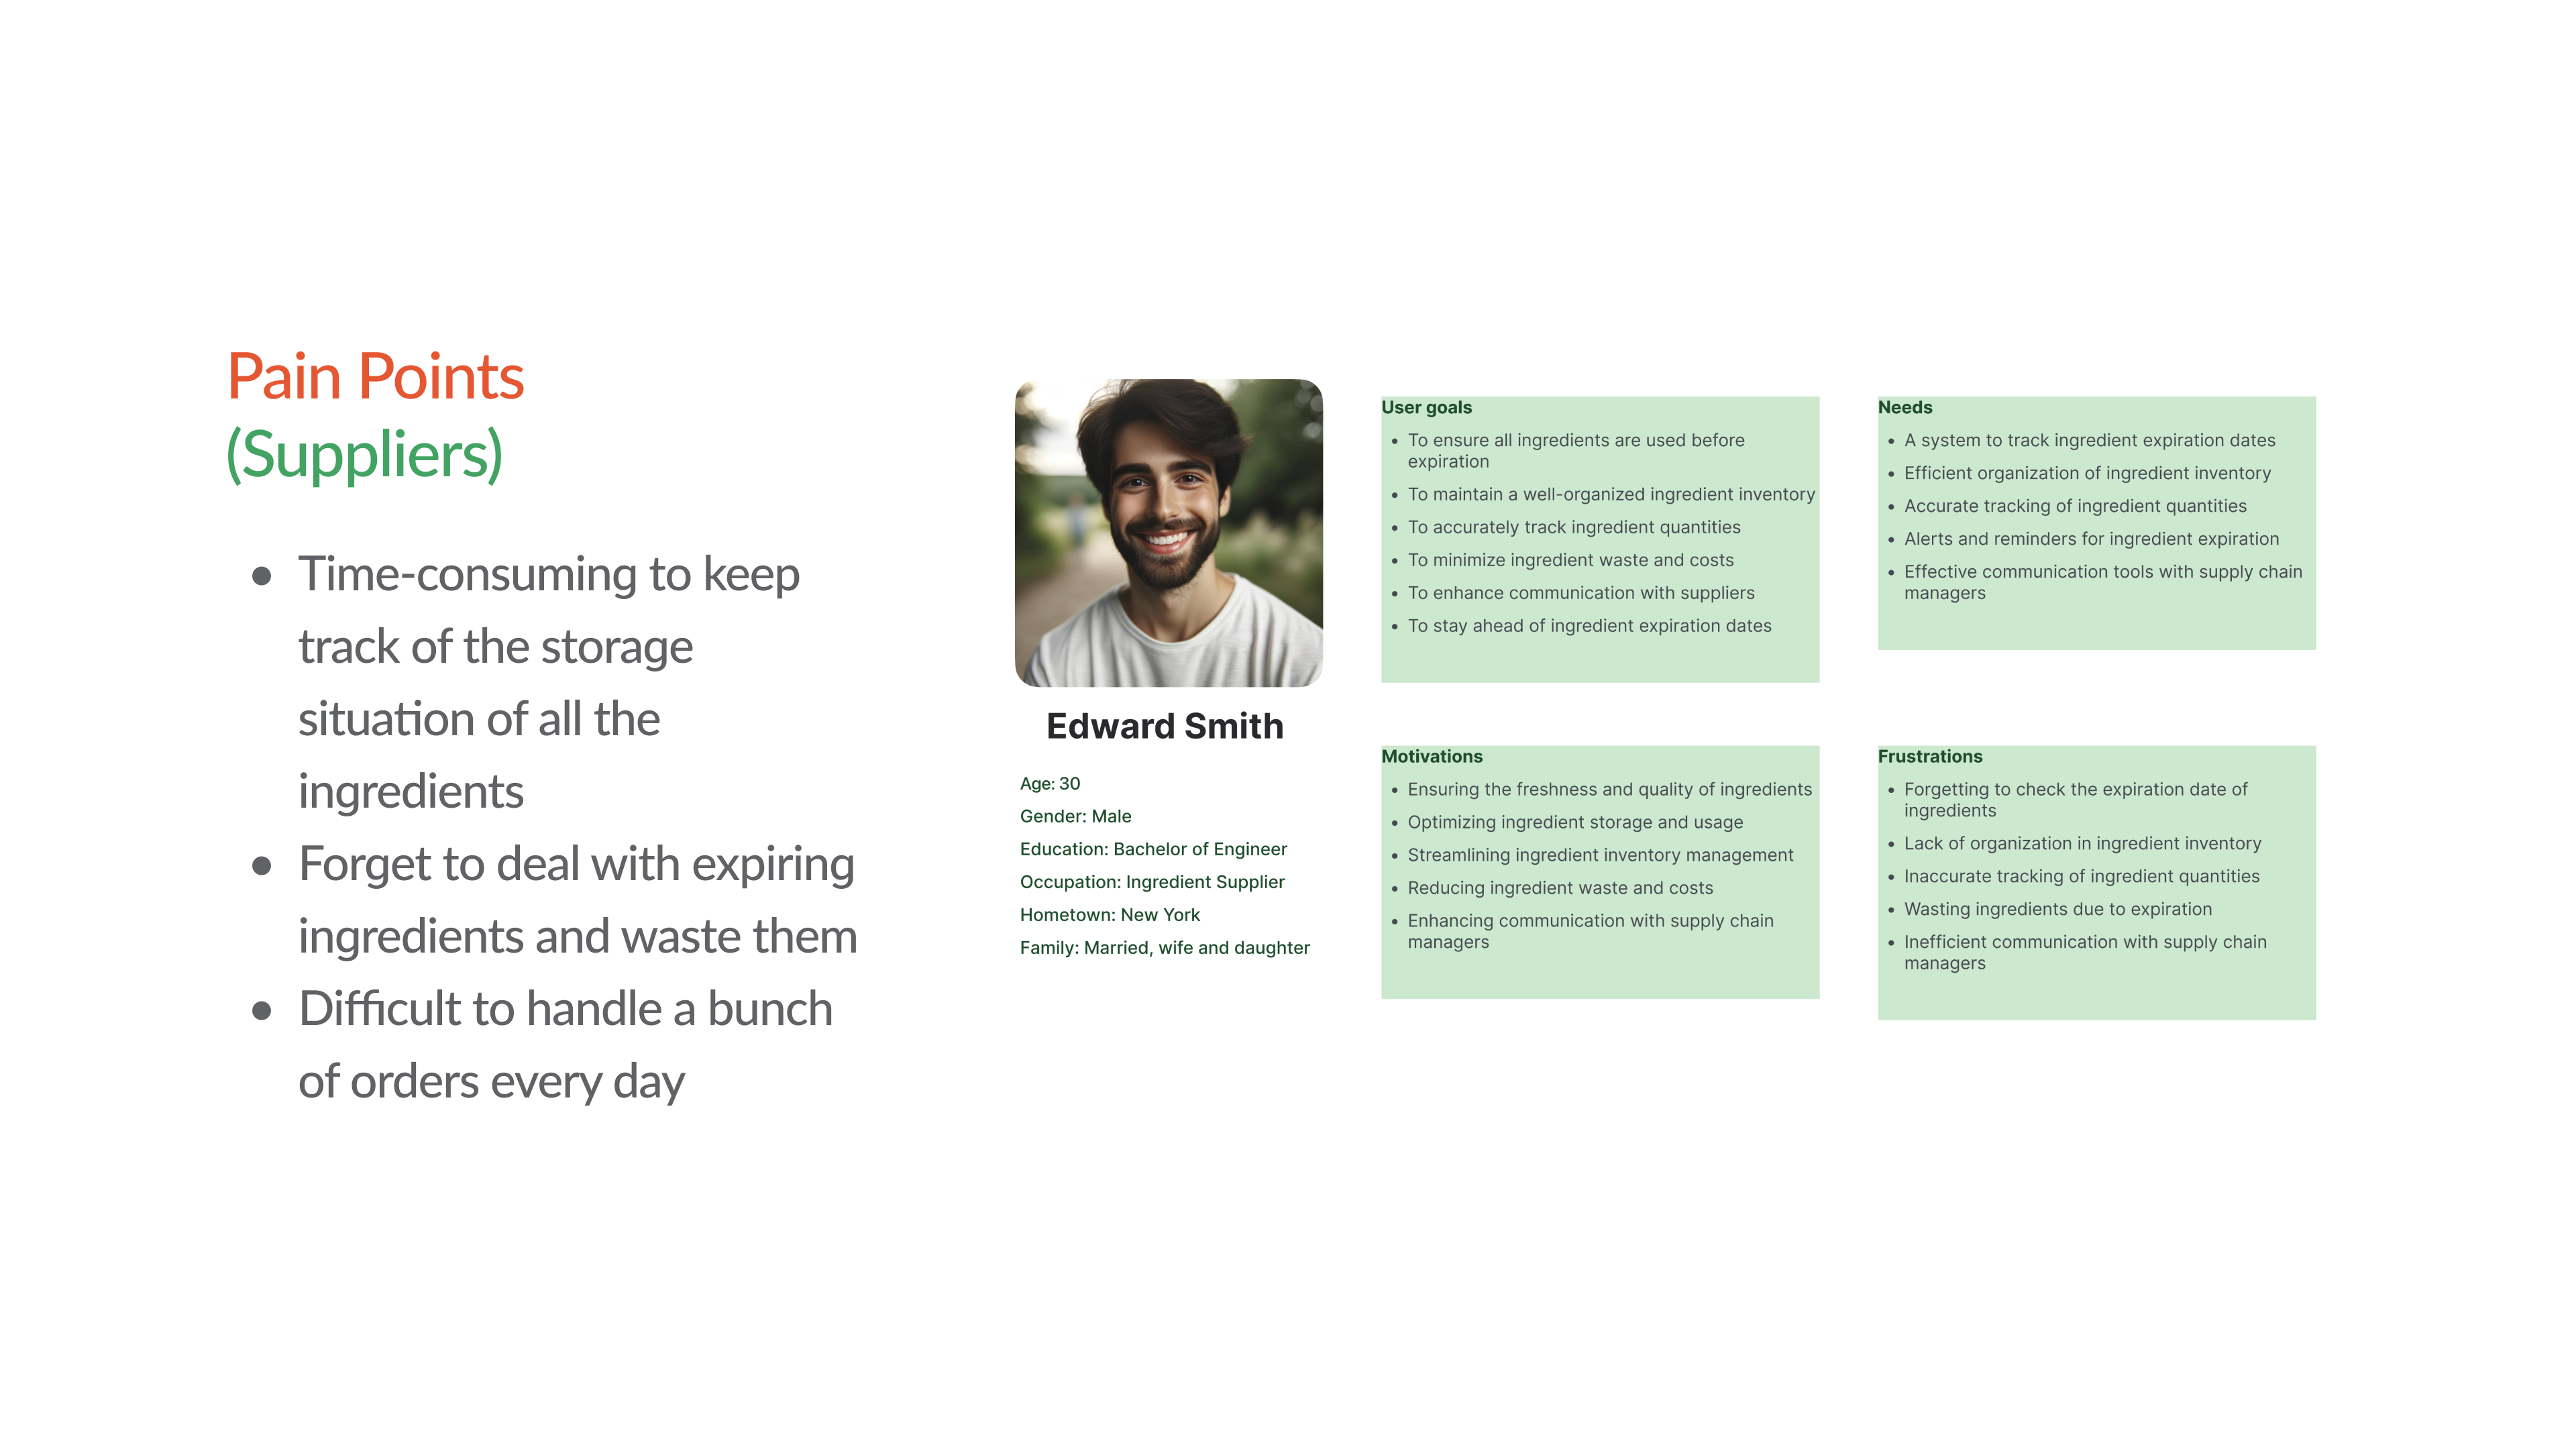 Pain Points
(Suppliers)
● Time-consuming to keep
track of the storage
situation of all the
ingredients
● Forget to deal with expiring
ingredients and waste them
● Difficult to handle a bunch
of orders every day
Edward Smith
Age: 30
Gender: Male
Education: Bachelor of Engineer
Occupation: Ingredient Supplier
Hometown: New York
Family: Married, wife and daughter
User goals
• To ensure all ingredients are used before
expiration
• To maintain a well-organized ingredient inventory
• To accurately track ingredient quantities
• To minimize ingredient waste and costs
• To enhance communication with suppliers
• To stay ahead of ingredient expiration dates
Needs
• A system to track ingredient expiration dates
• Efficient organization of ingredient inventory
• Accurate tracking of ingredient quantities
• Alerts and reminders for ingredient expiration
• Effective communication tools with supply chain
managers
Motivations
• Ensuring the freshness and quality of ingredients
• Optimizing ingredient storage and usage
• Streamlining ingredient inventory management
• Reducing ingredient waste and costs
• Enhancing communication with supply chain
managers
Frustrations
• Forgetting to check the expiration date of
ingredients
• Lack of organization in ingredient inventory
• Inaccurate tracking of ingredient quantities
• Wasting ingredients due to expiration
• Inefficient communication with supply chain
managers